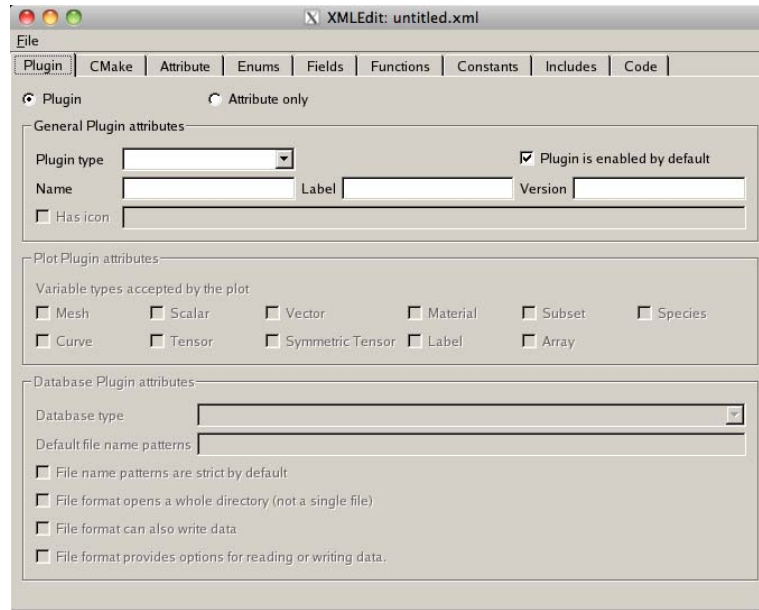 X XMLEdit: untitled.xml
File
Plugin CMake Attribute Enums Fields Functions Constants Includes Code
Plugin Attribute only
General Plugin attributes
Plugin type Plugin is enabled by default
Name Label Version
Has icon
Plot Plugin attributes
Variable types accepted by the plot
Mesh Scalar Vector Material Subset Species
Curve Tensor Symmetric Tensor Label Array
Database Plugin attributes
Database type
Default file name patterns
File name patterns are strict by default
File format opens a whole directory (not a single file)
File format can also write data
File format provides options for reading or writing data.